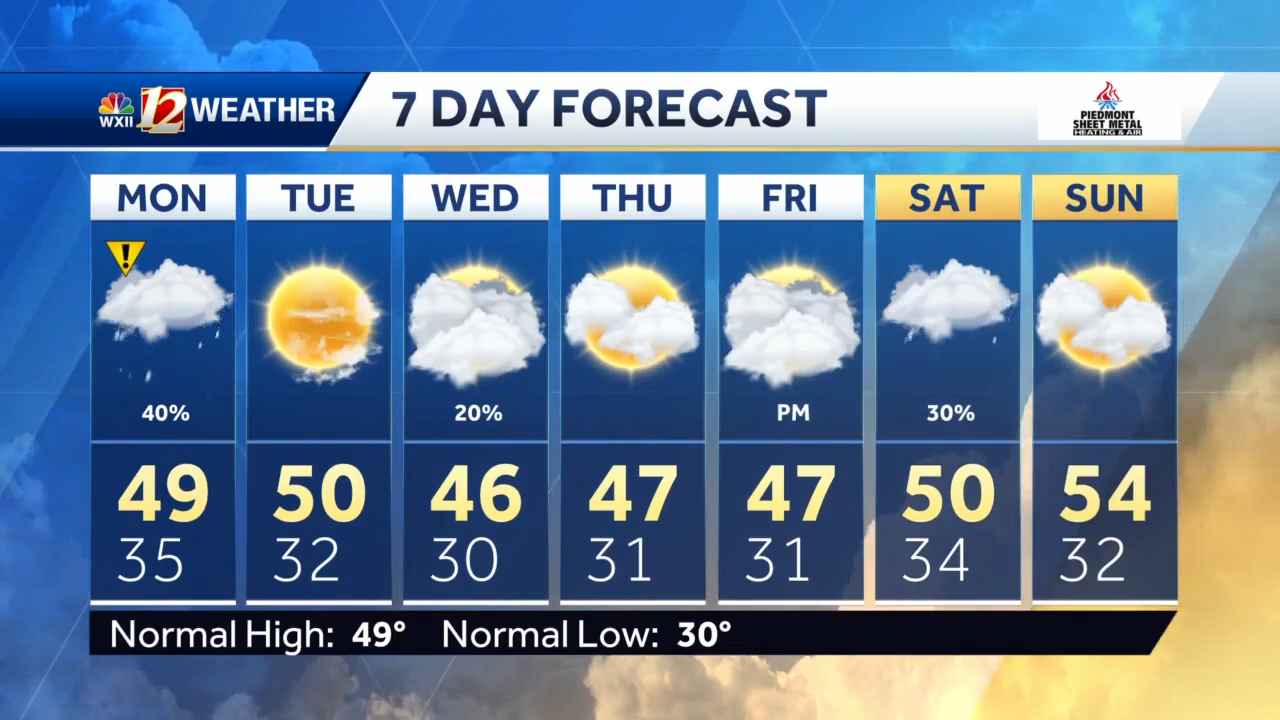 WXII 12 WEATHER
7 DAY FORECAST
PIEDMONT
SHEET METAL
HEATING & AIR
MON TUE WED THU FRI SAT SUN
!
40% 20% PM 30%
49 50 46 47 47 50 54
35 32 30 31 31 34 32
Normal High: 49° Normal Low: 30°